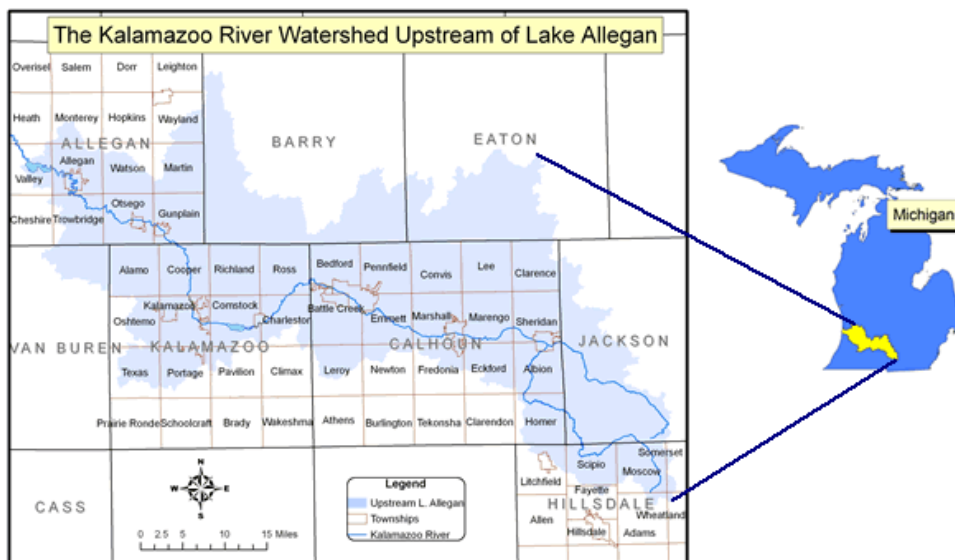 The Kalamazoo River Watershed Upstream of Lake Allegan
Overisel Salem Dorr Leighton
Heath Monterey Hopkins Wayland
ALLEGAN BARRY EATON
Allegan Watson Martin
Valley
Otsego Gunplain
Cheshire Trowbridge
Michigan
Alamo Cooper Richland Ross Bedford Pennfield Convis Lee Clarence
Kalamazoo Comstock Battle Creek Marshall Marengo Sheridan
Oshtemo Charleston Emmett
VAN BUREN KALAMAZOO CALHOUN JACKSON
Texas Portage Pavilion Climax Leroy Newton Fredonia Eckford Albion
Prairie Ronde Schoolcraft Brady Wakeshma Athens Burlington Tekonsha Clarendon Homer
Somerset
Scipio Moscow
Litchfield
Fayette
HILLSDALE
Wheatland
Allen Hillsdale Adams
CASS
N
W E
S
0 2.5 5 10 15 Miles
Legend
Upstream L. Allegan
Townships
Kalamazoo River